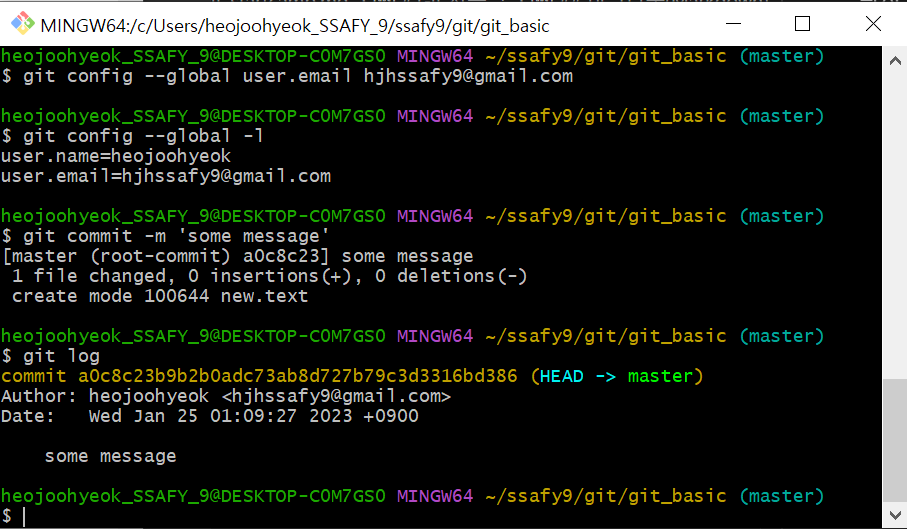 MINGW64:/c/Users/heojoohyeok_SSAFY_9/ssafy9/git/git_basic
heojoohyeok_SSAFY_9@DESKTOP-C0M7GS0 MINGW64 ~/ssafy9/git/git_basic (master)
$ git config --global user.email hjhssafy9@gmail.com
heojoohyeok_SSAFY_9@DESKTOP-C0M7GS0 MINGW64 ~/ssafy9/git/git_basic (master)
$ git config --global -l
user.name=heojoohyeok
user.email=hjhssafy9@gmail.com
heojoohyeok_SSAFY_9@DESKTOP-C0M7GS0 MINGW64 ~/ssafy9/git/git_basic (master)
$ git commit -m 'some message'
[master (root-commit) a0c8c23] some message
 1 file changed, 0 insertions(+), 0 deletions(-)
 create mode 100644 new.text
heojoohyeok_SSAFY_9@DESKTOP-C0M7GS0 MINGW64 ~/ssafy9/git/git_basic (master)
$ git log
commit a0c8c23b9b2b0adc73ab8d727b79c3d3316bd386 (HEAD -> master)
Author: heojoohyeok <hjhssafy9@gmail.com>
Date:   Wed Jan 25 01:09:27 2023 +0900
    some message
heojoohyeok_SSAFY_9@DESKTOP-C0M7GS0 MINGW64 ~/ssafy9/git/git_basic (master)
$